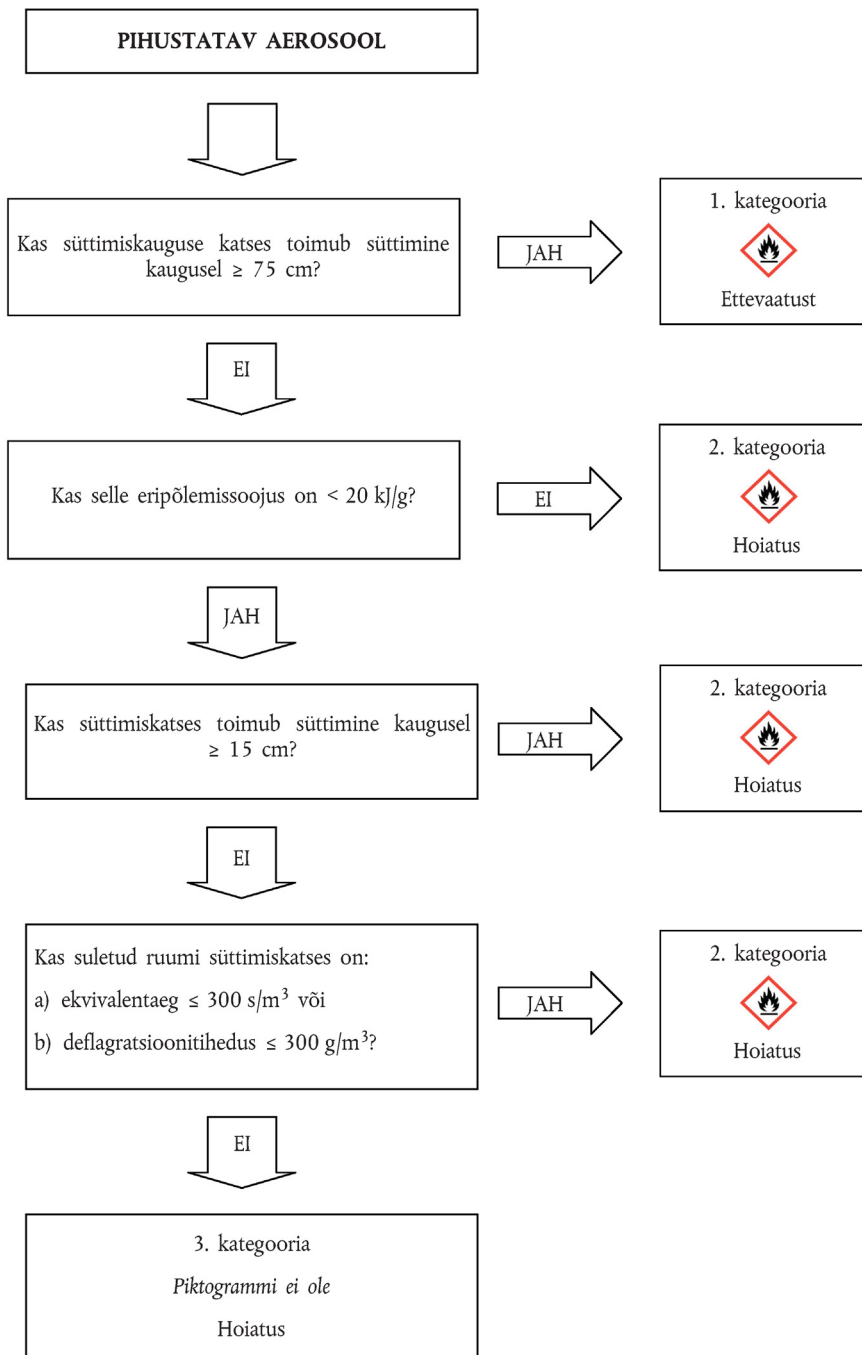 PIHUSTATAV AEROSOOL
Kas süttimiskauguse katses toimub süttimine
kaugusel ≥ 75 cm?
JAH
1. kategooria
Ettevaatust
EI
Kas selle eripõlemissoojus on < 20 kJ/g?
EI
2. kategooria
Hoiatus
JAH
Kas süttimiskatses toimub süttimine kaugusel
≥ 15 cm?
JAH
2. kategooria
Hoiatus
EI
Kas suletud ruumi süttimiskatses on:
a) ekvivalentaeg ≤ 300 s/m³ või
b) deflagratsioonitihedus ≤ 300 g/m³?
JAH
2. kategooria
Hoiatus
EI
3. kategooria
Piktogrammi ei ole
Hoiatus